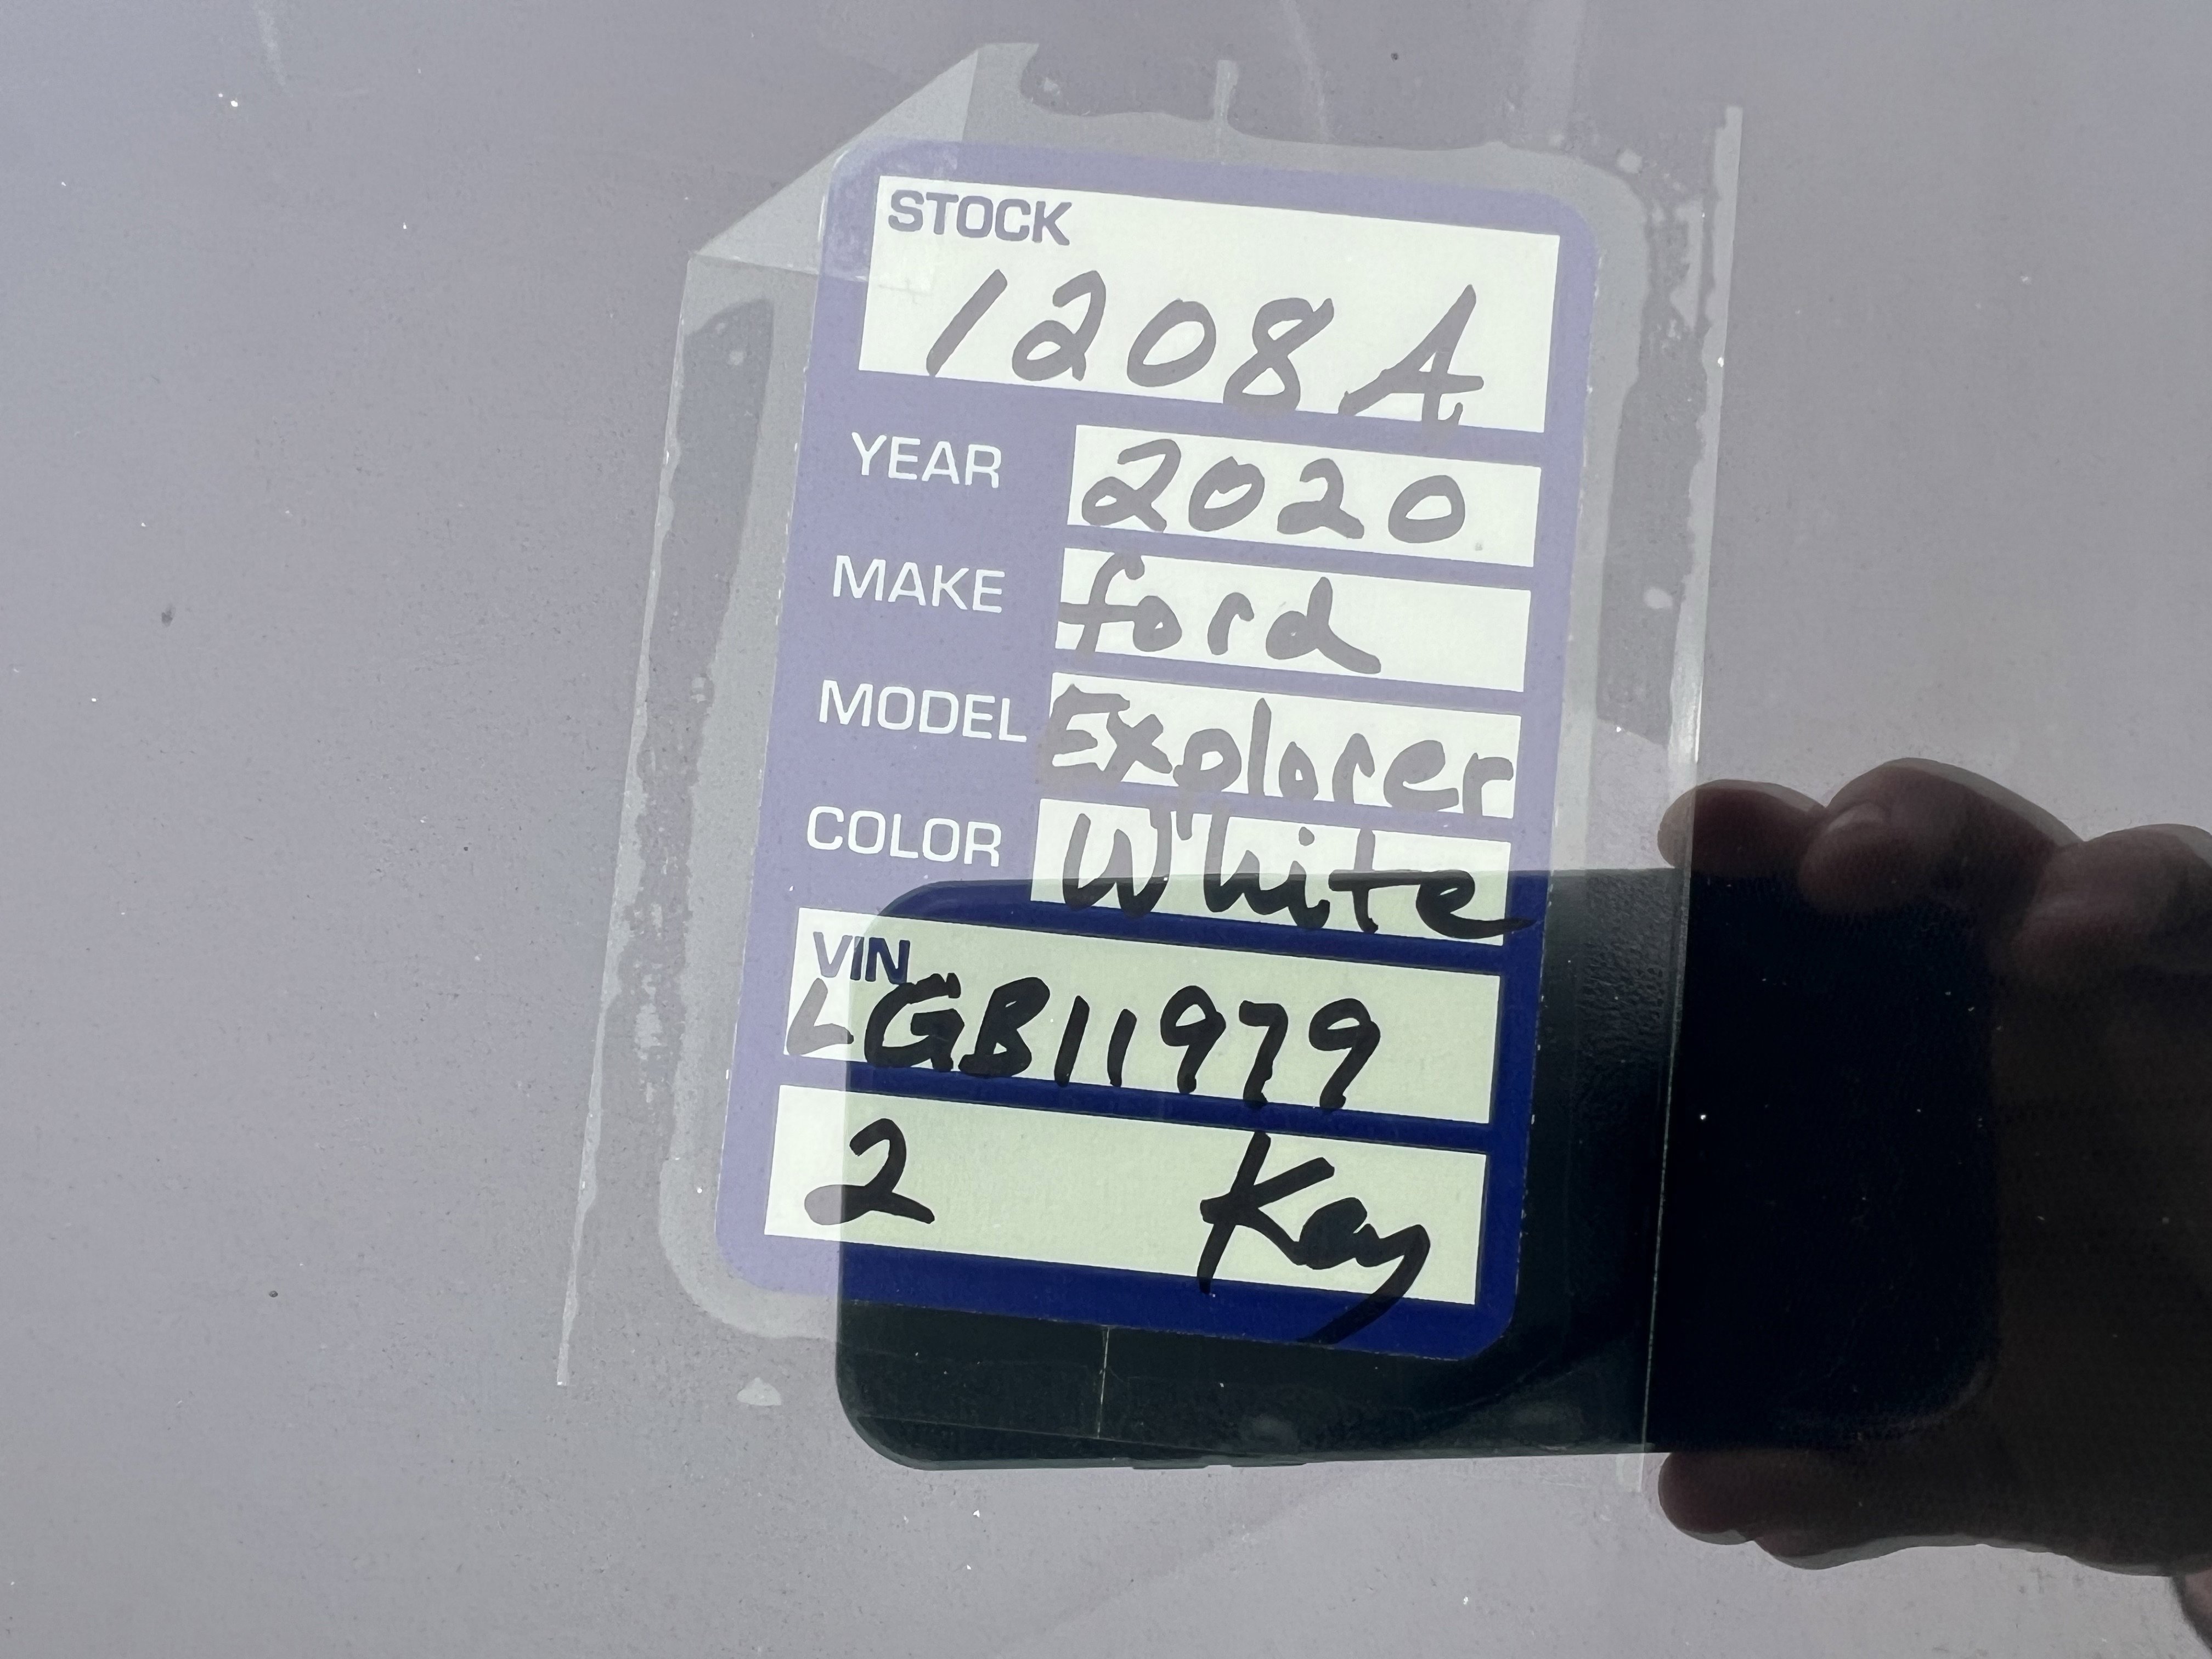 STOCK
1208A
YEAR 2020
MAKE ford
MODEL Explorer
COLOR White
VIN
LGB11979
2 Key